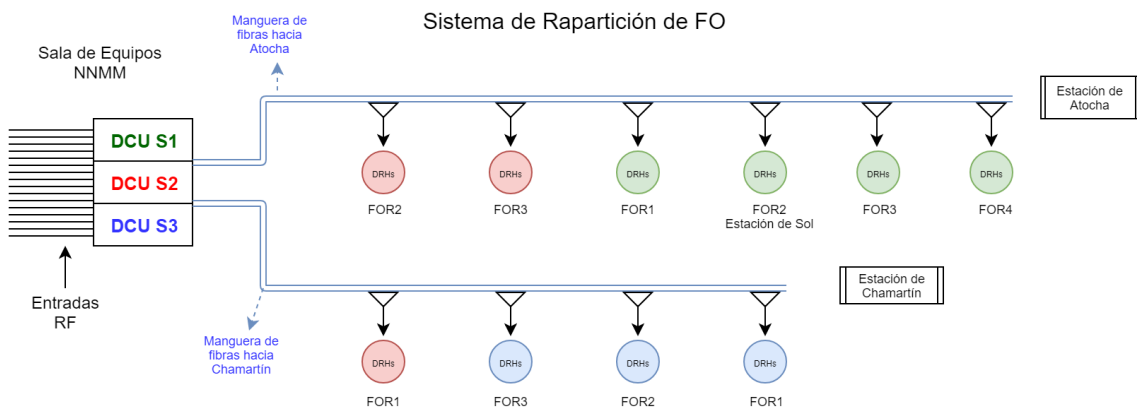 Sistema de Rapartición de FO
Sala de Equipos
NNMM
Manguera de
fibras hacia
Atocha
Estación de
Atocha
DCU S1
DCU S2
DCU S3
DRHs
DRHs
DRHs
DRHs
DRHs
DRHs
FOR2
FOR3
FOR1
FOR2
Estación de Sol
FOR3
FOR4
Entradas
RF
Estación de
Chamartín
Manguera de
fibras hacia
Chamartín
DRHs
DRHs
DRHs
DRHs
FOR1
FOR3
FOR2
FOR1